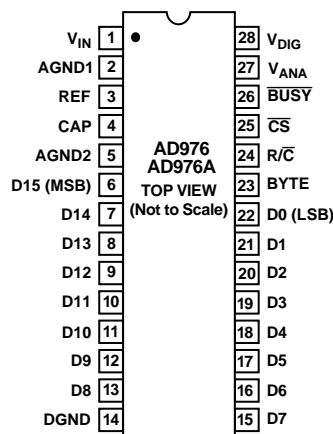 VIN 1 28 VDIG
AGND1 2 27 VANA
REF 3 26 BUSY
CAP 4 25 CS
AGND2 5 24 R/C
AD976
AD976A
TOP VIEW
(Not to Scale)
D15 (MSB) 6 23 BYTE
D14 7 22 D0 (LSB)
D13 8 21 D1
D12 9 20 D2
D11 10 19 D3
D10 11 18 D4
D9 12 17 D5
D8 13 16 D6
DGND 14 15 D7